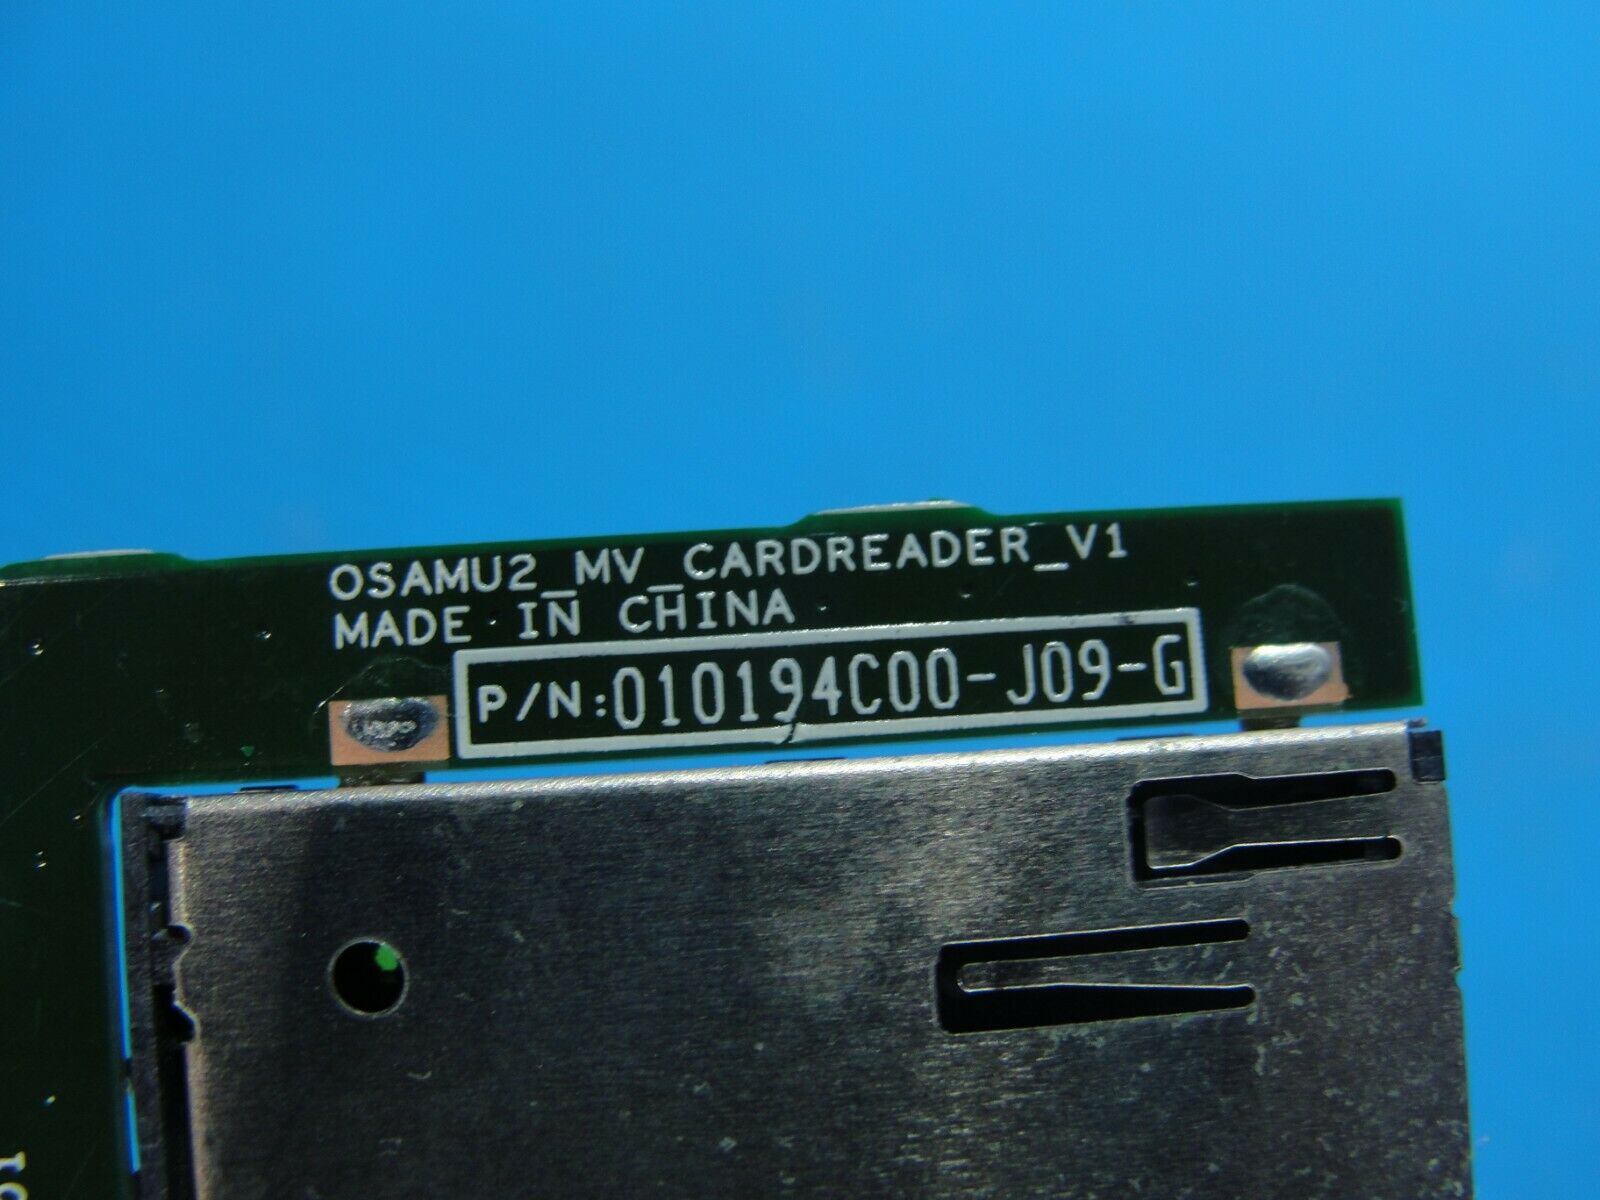 OSAMU2_MV_CARDREADER_V1
MADE IN CHINA
P/N:010194C00-J09-G